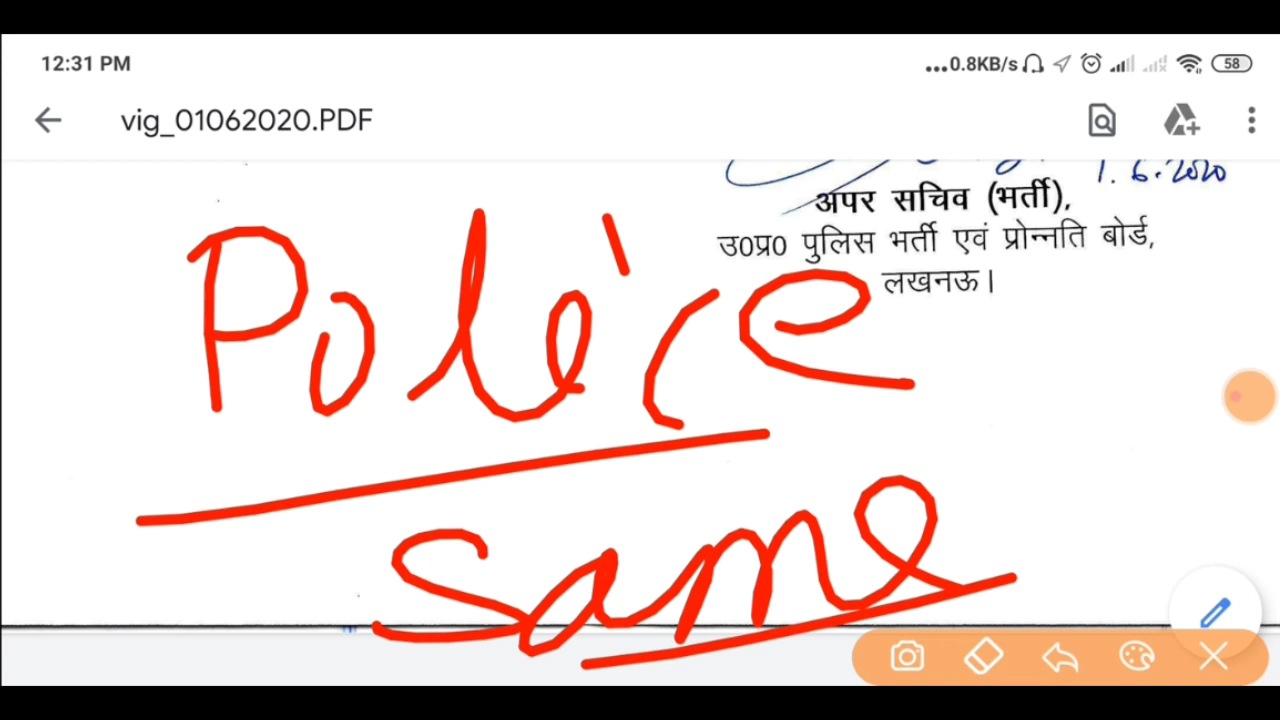 12:31 PM ...0.8KB/s 58
vig_01062020.PDF
1.6.2020
अपर सचिव (भर्ती),
उ0प्र0 पुलिस भर्ती एवं प्रोन्नति बोर्ड,
लखनऊ।
Police
Same